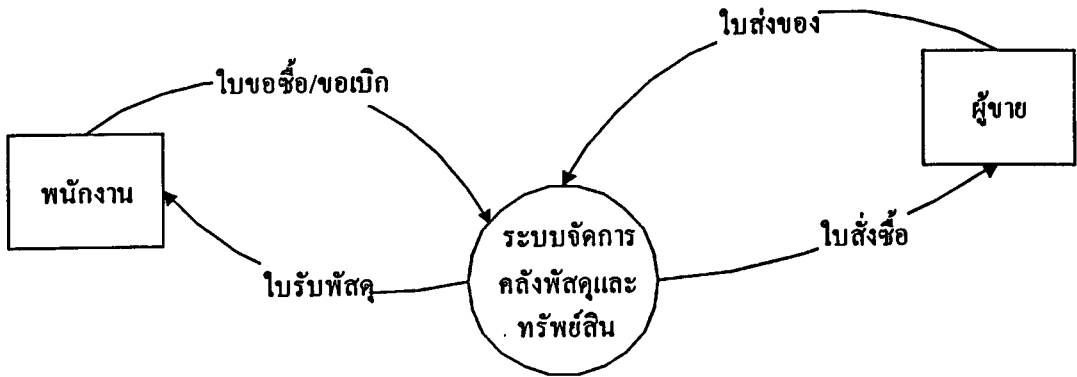 ใบส่งของ
ใบขอซื้อ/ขอเบิก
ผู้ขาย
พนักงาน
ใบสั่งซื้อ
ระบบจัดการ
คลังพัสดุและ
ทรัพย์สิน
ใบรับพัสดุ